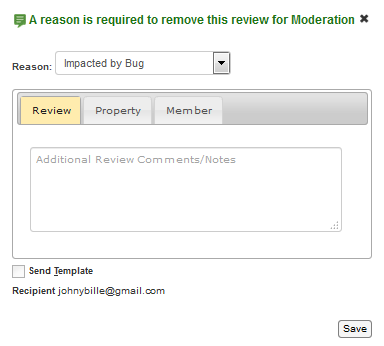 A reason is required to remove this review for Moderation ✖
Reason: Impacted by Bug
Review Property Member
Additional Review Comments/Notes
Send Template
Recipient johnybille@gmail.com
Save